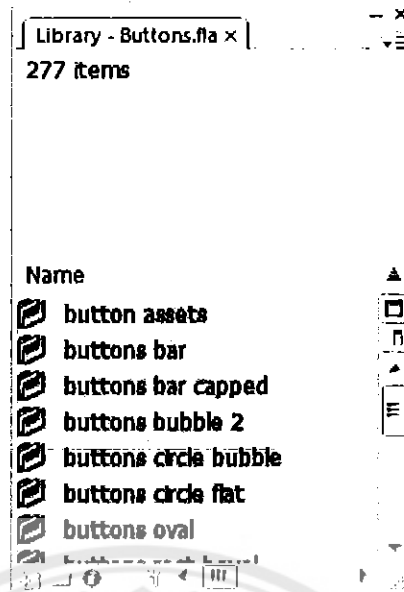 Library - Buttons.fla ×
277 items
Name
button assets
buttons bar
buttons bar capped
buttons bubble 2
buttons circle bubble
buttons circle flat
buttons oval